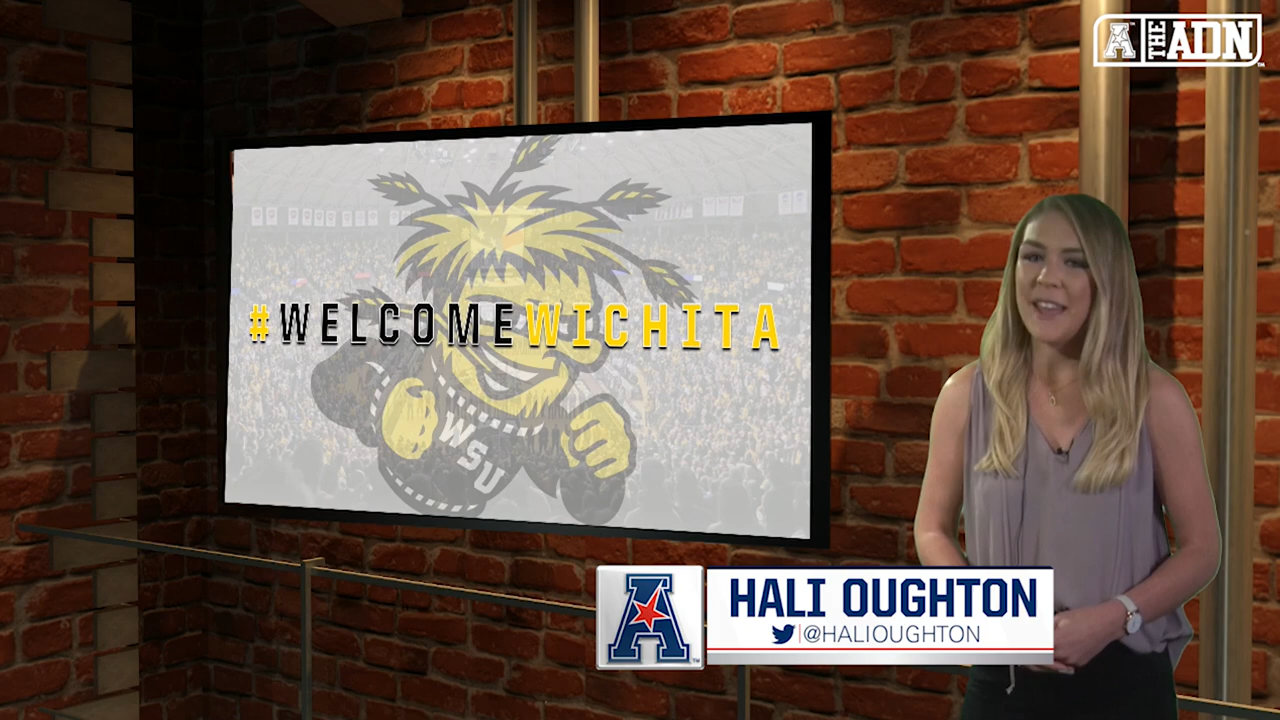 A THE ADN
#WELCOMEWICHITA
WSU
A HALI OUGHTON
@HALIOUGHTON